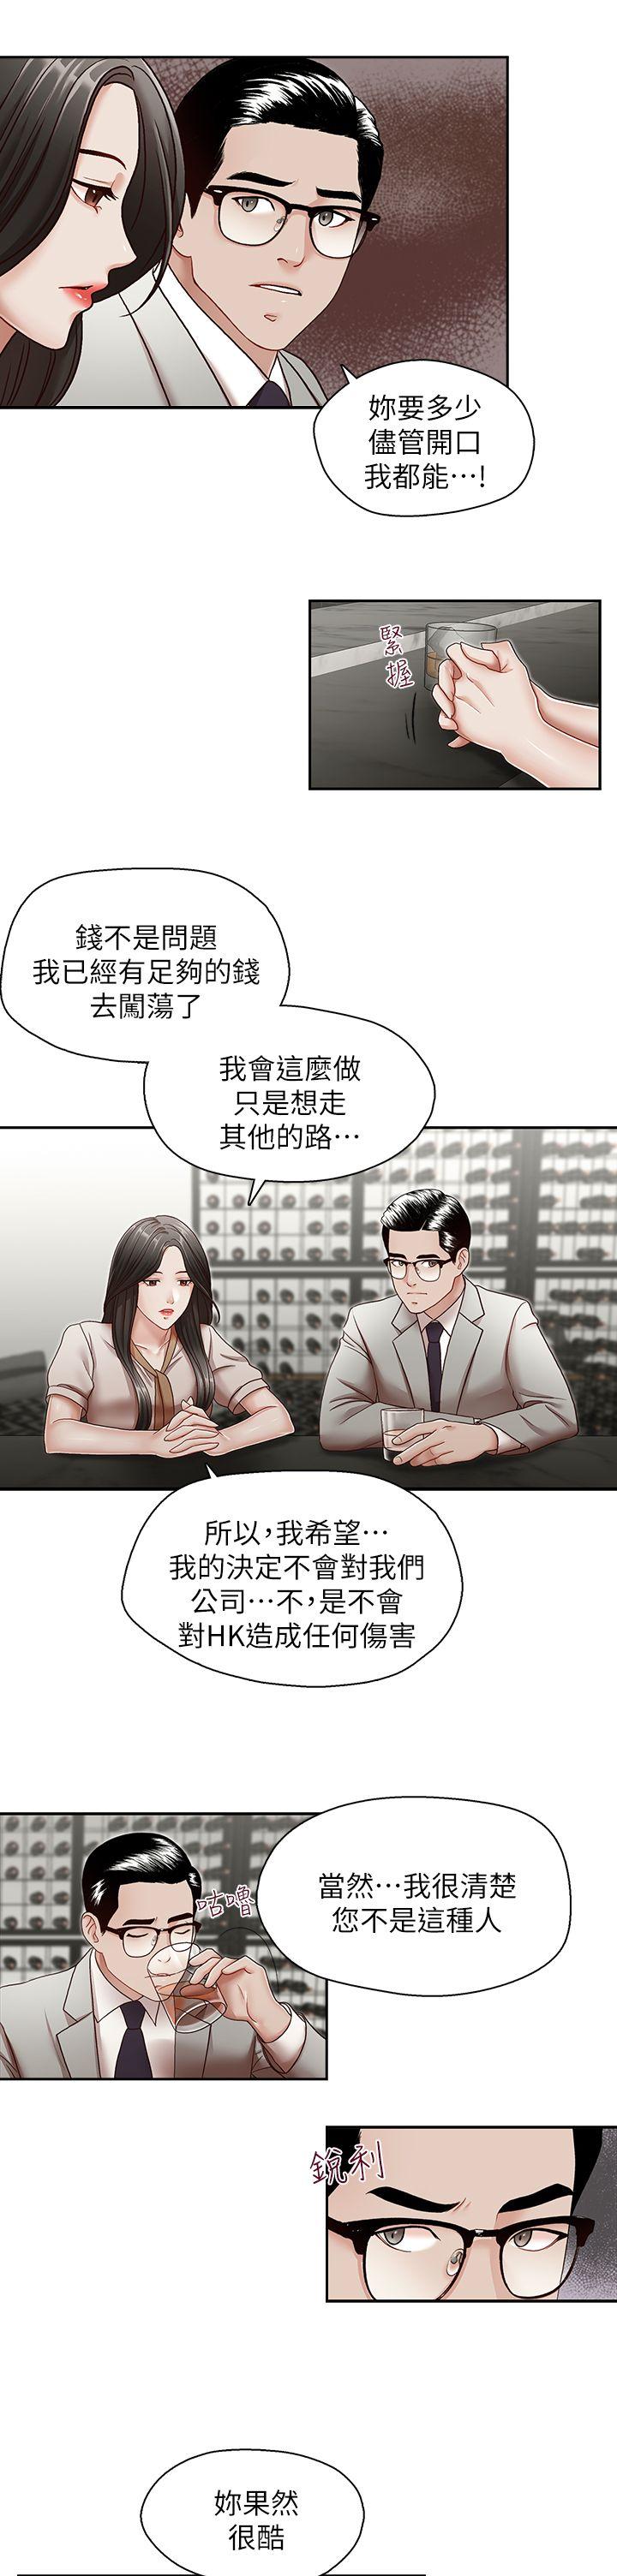 妳要多少
儘管開口
我都能⋯!
緊
握
錢不是問題
我已經有足夠的錢
去闖蕩了
我會這麼做
只是想走
其他的路⋯
所以,我希望⋯
我的決定不會對我們
公司⋯不,是不會
對HK造成任何傷害
咕嚕
當然⋯我很清楚
您不是這種人
銳利
妳果然
很酷